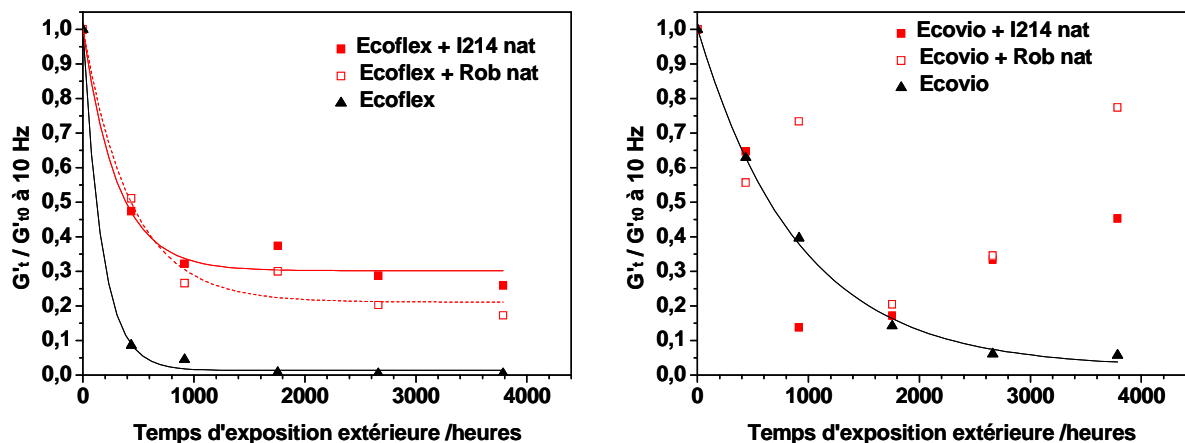 1,0
0,9
0,8
0,7
0,6
0,5
0,4
0,3
0,2
0,1
0,0
G't / G't0 à 10 Hz
Ecoflex + I214 nat
Ecoflex + Rob nat
Ecoflex
0 1000 2000 3000 4000
Temps d'exposition extérieure /heures
1,0
0,9
0,8
0,7
0,6
0,5
0,4
0,3
0,2
0,1
0,0
G't / G't0 à 10 Hz
Ecovio + I214 nat
Ecovio + Rob nat
Ecovio
0 1000 2000 3000 4000
Temps d'exposition extérieure /heures